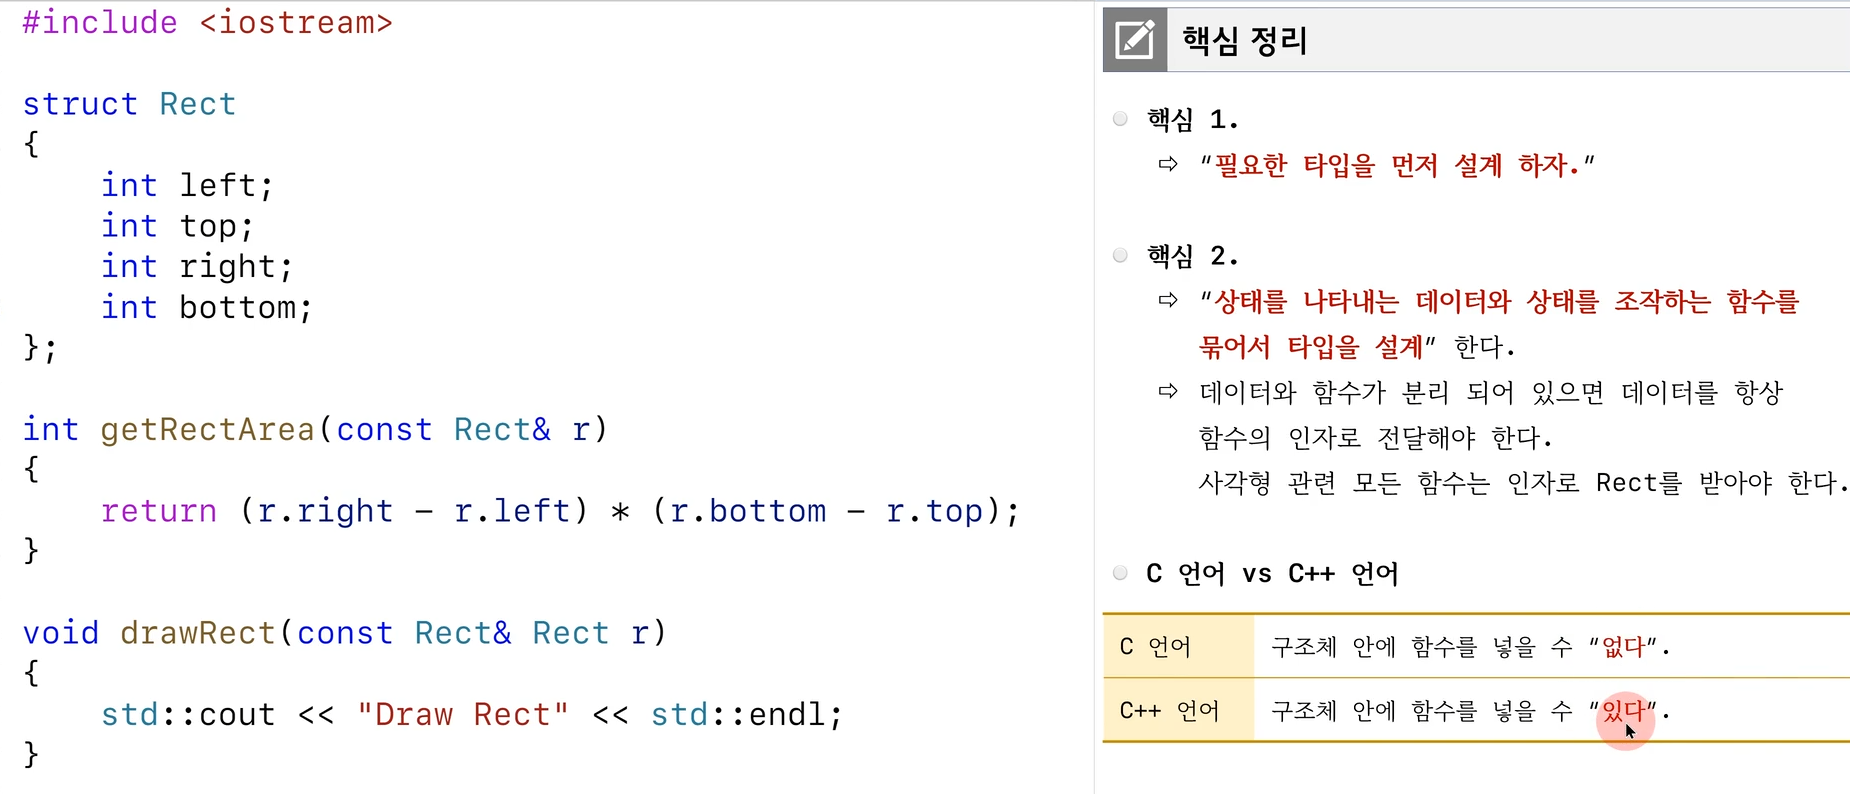 #include <iostream>
struct Rect
{
    int left;
    int top;
    int right;
    int bottom;
};
int getRectArea(const Rect& r)
{
    return (r.right - r.left) * (r.bottom - r.top);
}
void drawRect(const Rect& Rect r)
{
    std::cout << "Draw Rect" << std::endl;
}
핵심 정리
핵심 1.
⇨ "필요한 타입을 먼저 설계 하자."
핵심 2.
⇨ "상태를 나타내는 데이터와 상태를 조작하는 함수를
묶어서 타입을 설계" 한다.
⇨ 데이터와 함수가 분리 되어 있으면 데이터를 항상
함수의 인자로 전달해야 한다.
사각형 관련 모든 함수는 인자로 Rect를 받아야 한다.
C 언어 vs C++ 언어
C 언어 구조체 안에 함수를 넣을 수 "없다".
C++ 언어 구조체 안에 함수를 넣을 수 "있다".